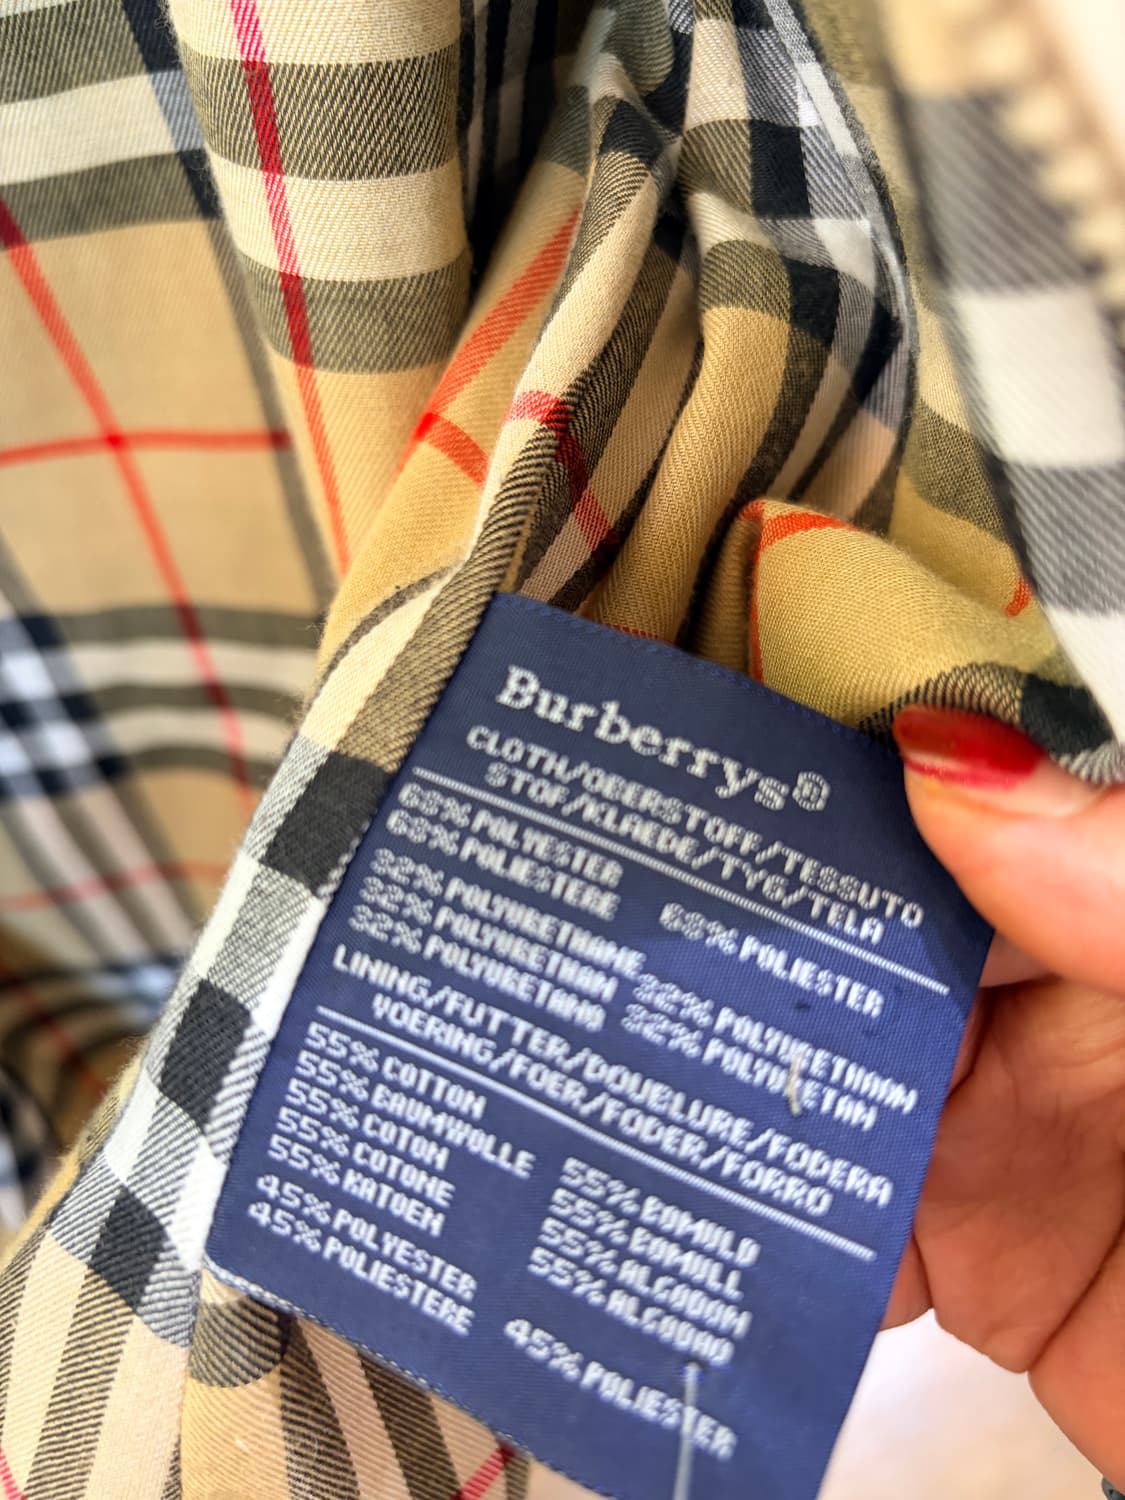 Burberrys®
CLOTH/OBERSTOFF/TESSUTO
STOF/KLAEDE/TYG/TELA
68% POLYESTER
68% POLIESTERE 68% POLIESTER
32% POLYURETHANE
32% POLYURETHAN 32% POLYURETHAAN
32% POLYURETANO 32% POLYURETAN
LINING/FUTTER/DOUBLURE/FODERA
VOERING/FOER/FODER/FORRO
55% COTTON
55% BAUMWOLLE
55% COTON 55% BOMULD
55% COTONE 55% BOMULL
55% KATOEN 55% ALGODON
55% ALGODAO
45% POLYESTER
45% POLIESTERE 45% POLIESTER